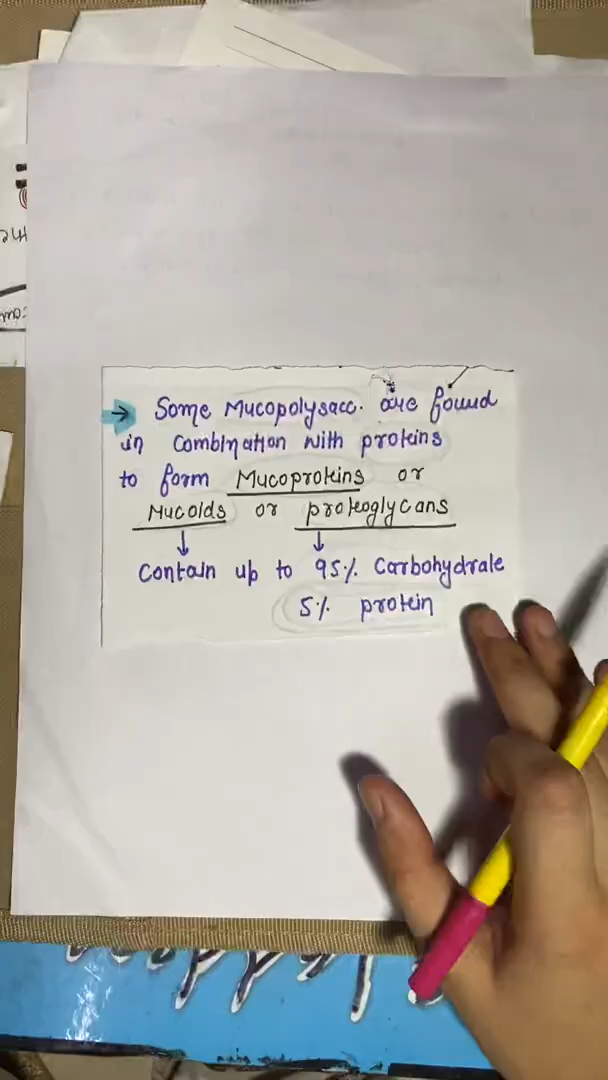 → Some Mucopolysacc. are found
in Combination with proteins
to form Mucoproteins or
Mucoids or proteoglycans
↓ ↓
Contain up to 95% Carbohydrate
5% protein